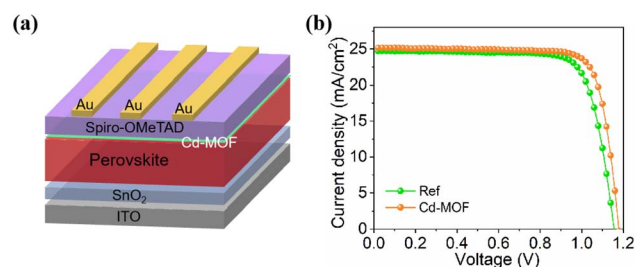 (a)
Au
Au
Au
Spiro-OMeTAD
Cd-MOF
Perovskite
SnO₂
ITO
(b)
Current density (mA/cm²)
30
25
20
15
10
5
0
Ref
Cd-MOF
0.0 0.2 0.4 0.6 0.8 1.0 1.2
Voltage (V)